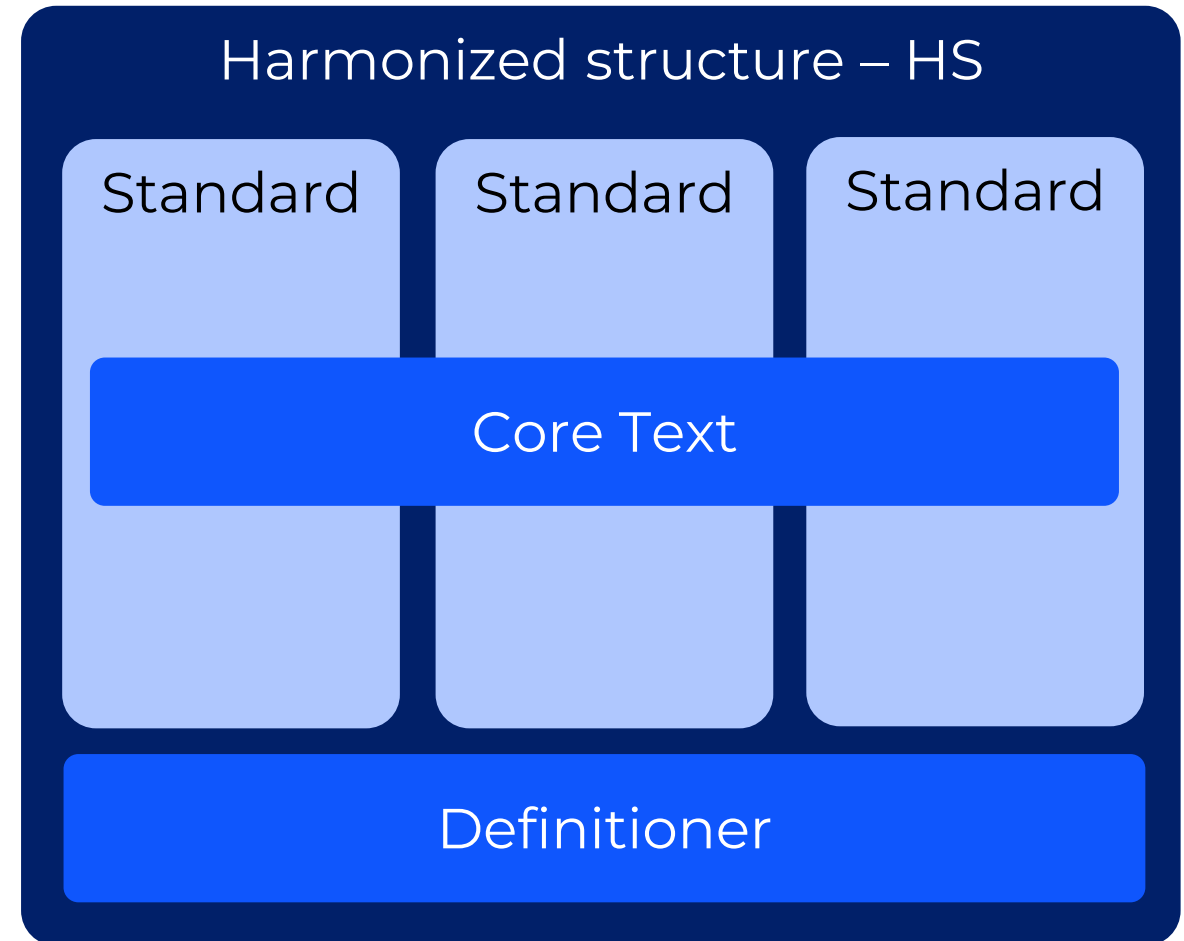 Harmonized structure – HS
Standard
Standard
Standard
Core Text
Definitioner